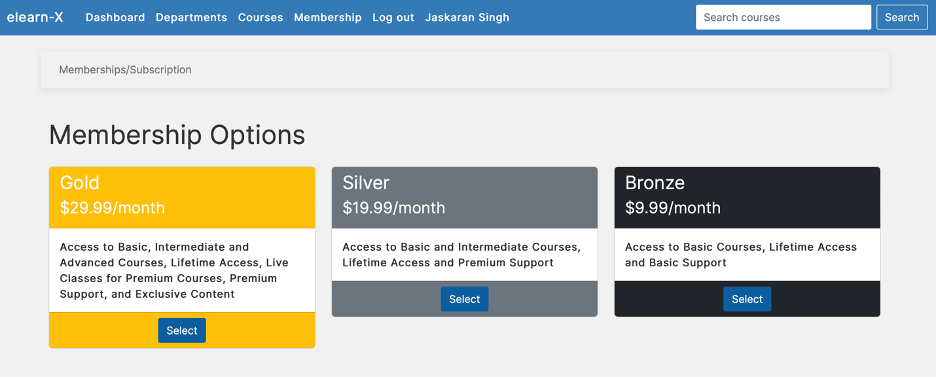 elearn-X Dashboard Departments Courses Membership Log out Jaskaran Singh Search courses Search
Memberships/Subscription
Membership Options
Gold
$29.99/month
Access to Basic, Intermediate and
Advanced Courses, Lifetime Access, Live
Classes for Premium Courses, Premium
Support, and Exclusive Content
Select
Silver
$19.99/month
Access to Basic and Intermediate Courses,
Lifetime Access and Premium Support
Select
Bronze
$9.99/month
Access to Basic Courses, Lifetime Access
and Basic Support
Select